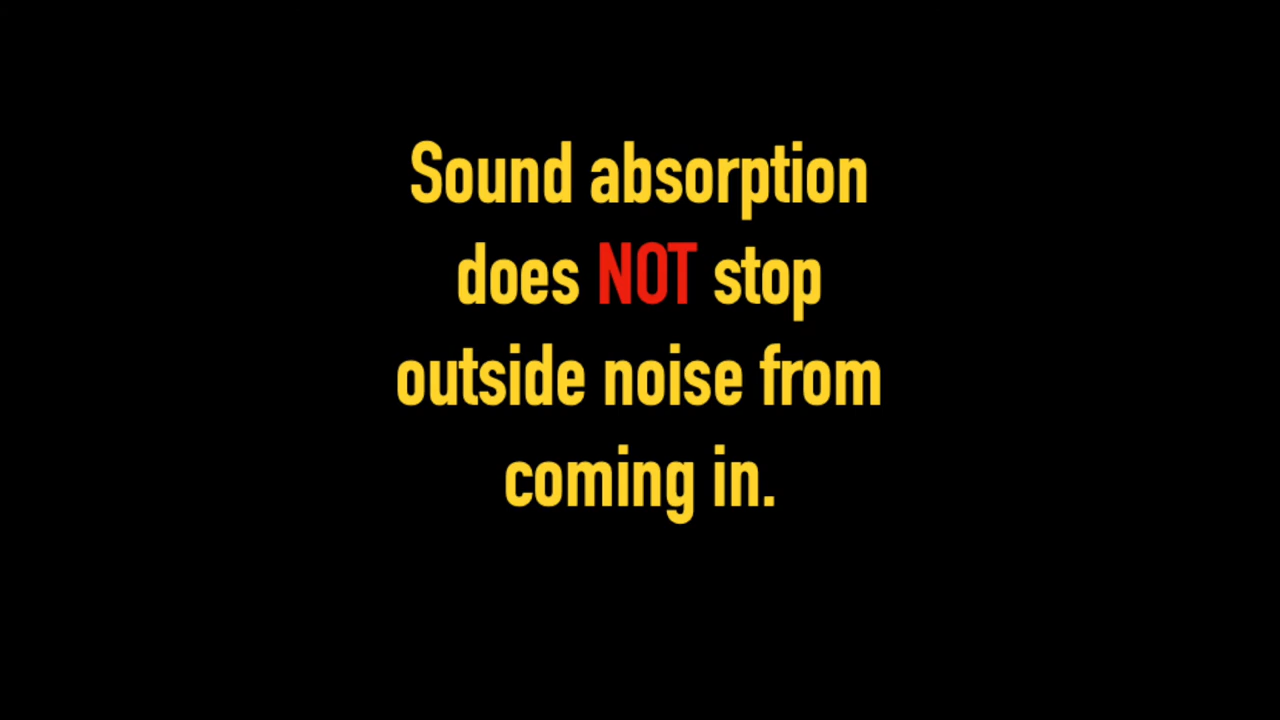 Sound absorption
does NOT stop
outside noise from
coming in.